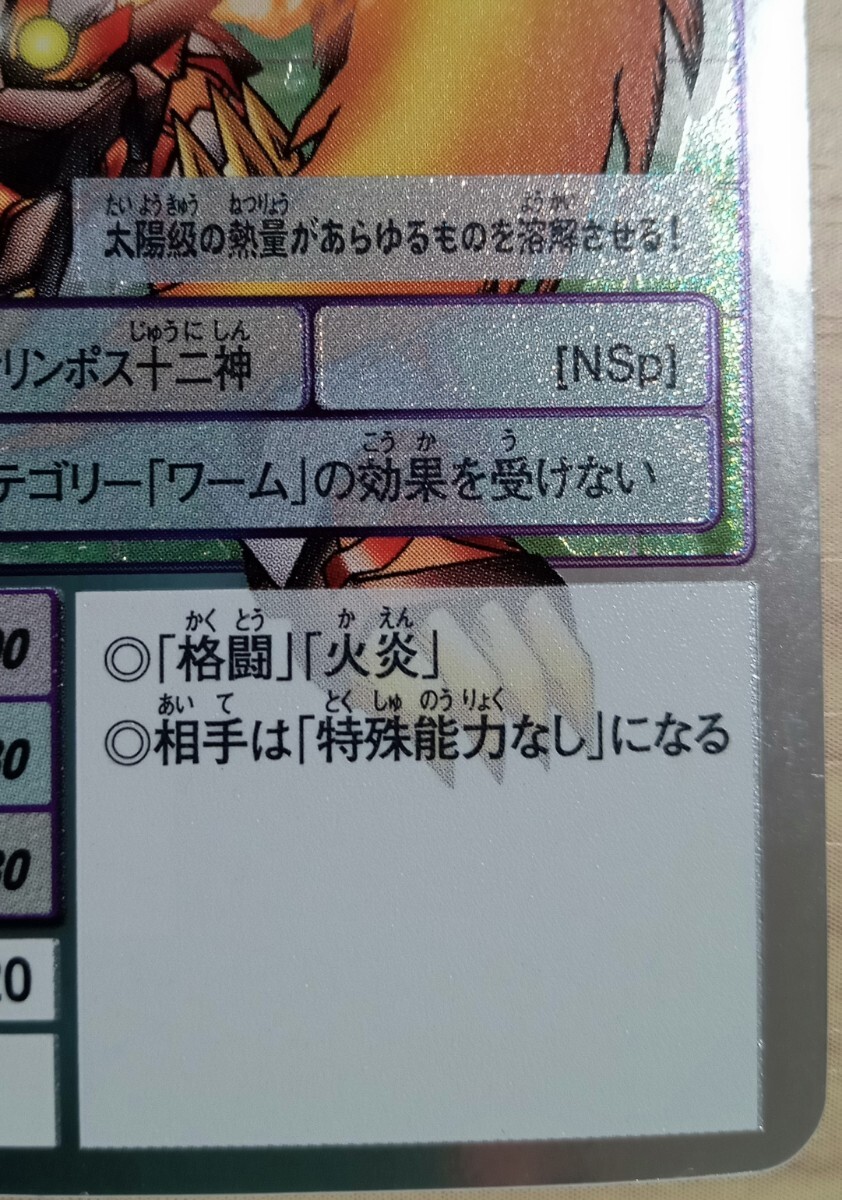 たいようきゅう ねつりょう ようかい
太陽級の熱量があらゆるものを溶解させる!
じゅうにしん
リンポス十二神 [NSp]
こうか う
テゴリー「ワーム」の効果を受けない
かくとう かえん
◎「格闘」「火炎」
あいて とくしゅのうりょく
◎相手は「特殊能力なし」になる